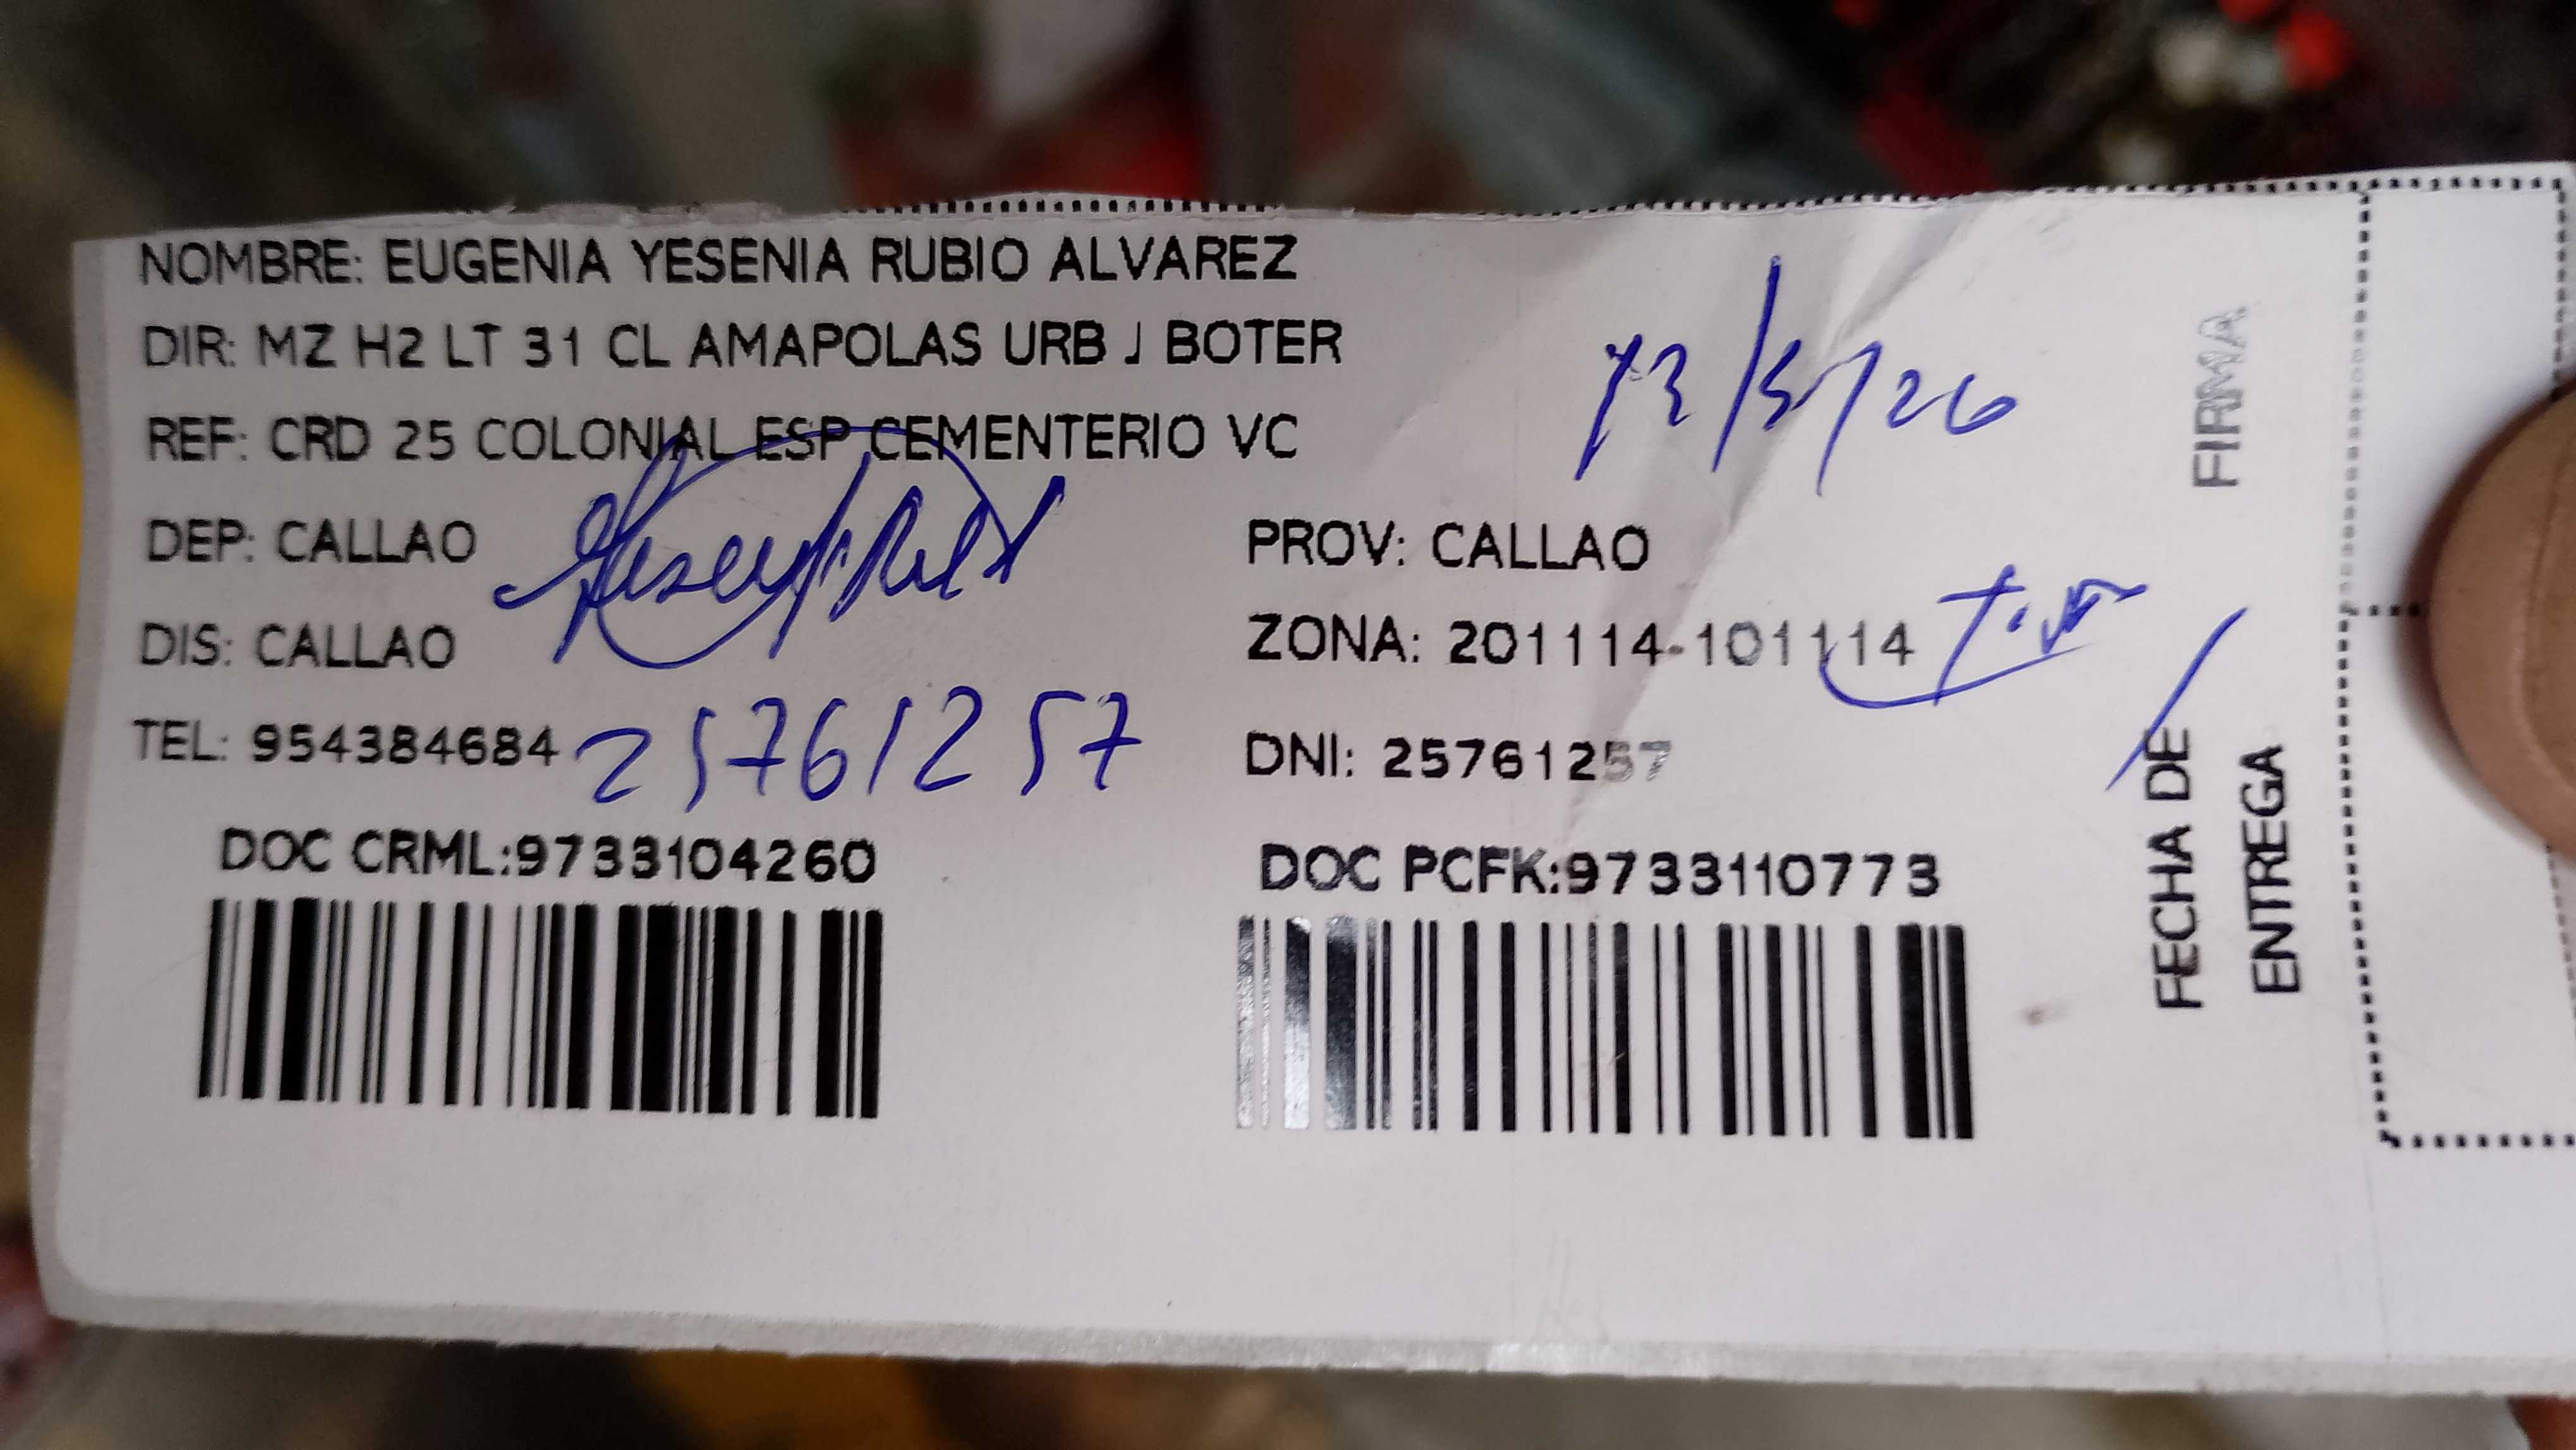 NOMBRE: EUGENIA YESENIA RUBIO ALVAREZ
DIR: MZ H2 LT 31 CL AMAPOLAS URB J BOTER
REF: CRD 25 COLONIAL ESP CEMENTERIO VC
DEP: CALLAO
PROV: CALLAO
DIS: CALLAO
ZONA: 201114-101114
TEL: 954384684
25761257
DNI: 25761257
DOC CRML:9733104260
DOC PCFK:9733110773
FIRMA
FECHA DE
ENTREGA